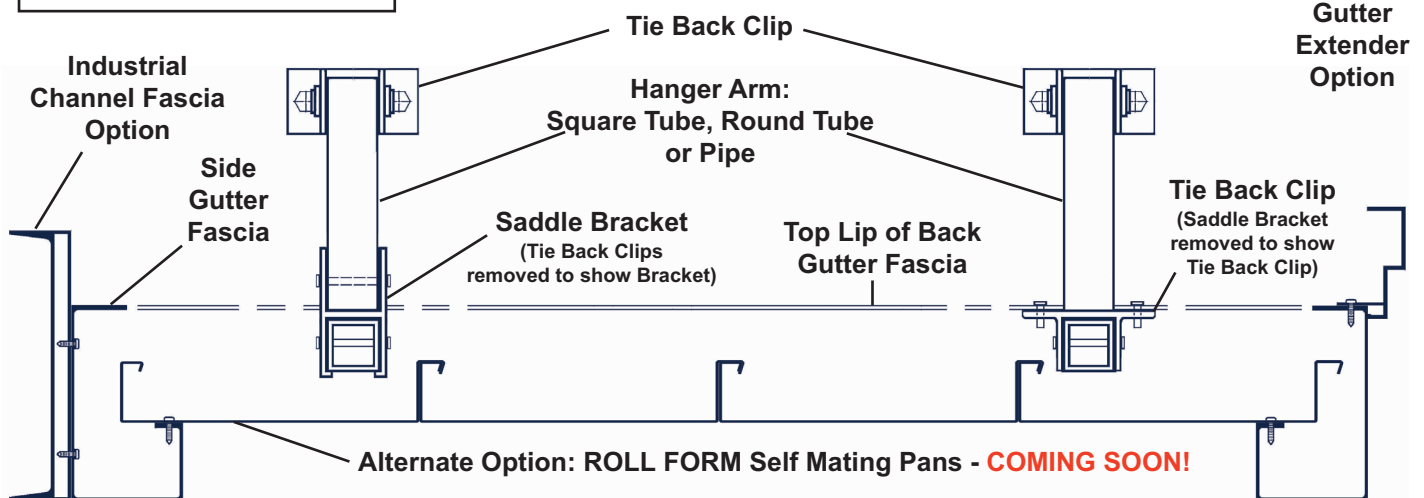 Tie Back Clip
Gutter
Extender
Option
Industrial
Channel Fascia
Option
Hanger Arm:
Square Tube, Round Tube
or Pipe
Side
Gutter
Fascia
Saddle Bracket
(Tie Back Clips
removed to show Bracket)
Top Lip of Back
Gutter Fascia
Tie Back Clip
(Saddle Bracket
removed to show
Tie Back Clip)
Alternate Option: ROLL FORM Self Mating Pans - COMING SOON!